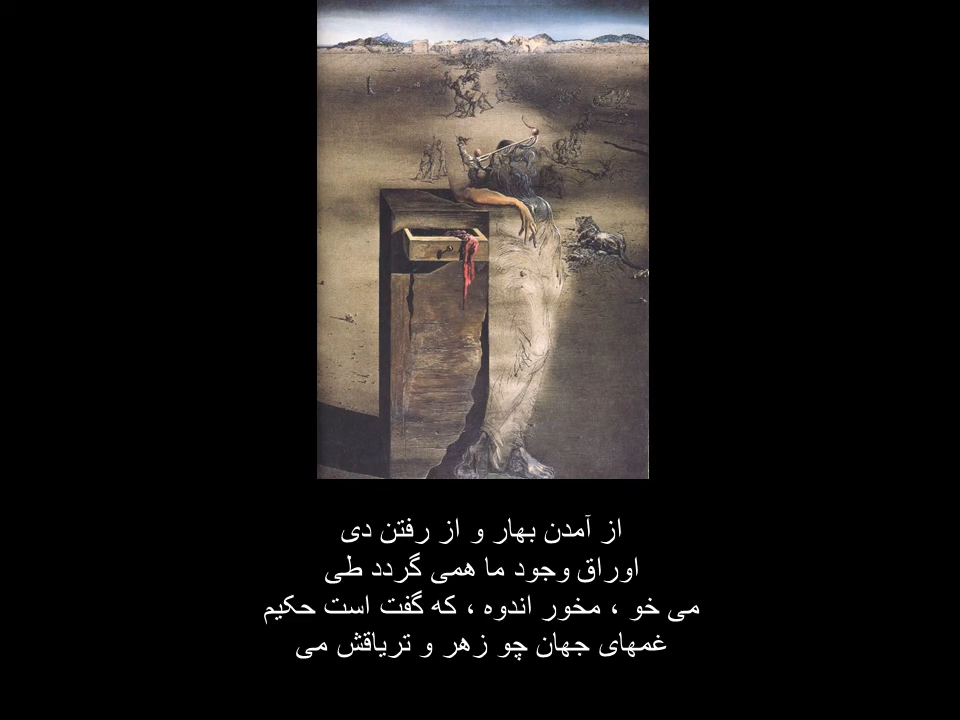 از آمدن بهار و از رفتن دی
اوراق وجود ما همی گردد طی
می خو ، مخور اندوه ، که گفت است حکیم
غمهای جهان چو زهر و تریاقش می